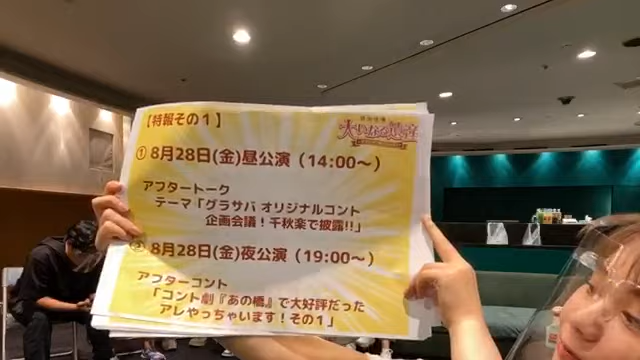 【特報その１】
① 8月28日(金)昼公演（14:00〜）
アフタートーク
テーマ「グラサバ オリジナルコント
企画会議！千秋楽で披露!!」
② 8月28日(金)夜公演（19:00〜）
アフターコント
「コント劇『あの橋』で大好評だった
アレやっちゃいます！その１」